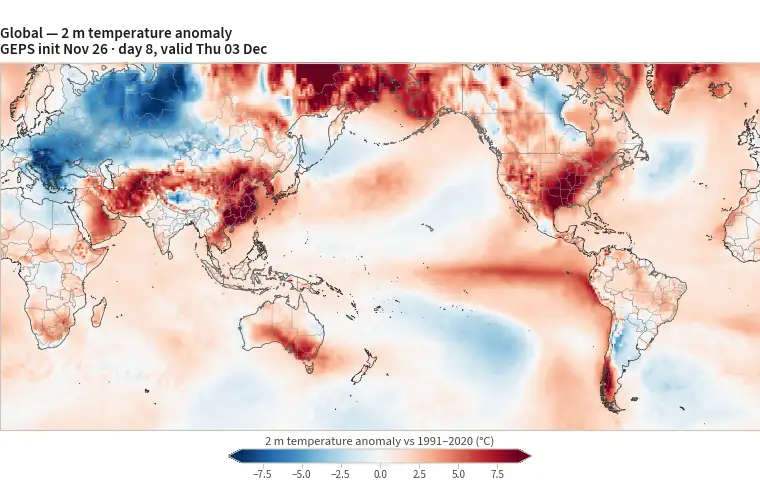 Global — 2 m temperature anomaly
GEPS init Nov 26 · day 8, valid Thu 03 Dec
2 m temperature anomaly vs 1991–2020 (°C)
−7.5 −5.0 −2.5 0.0 2.5 5.0 7.5